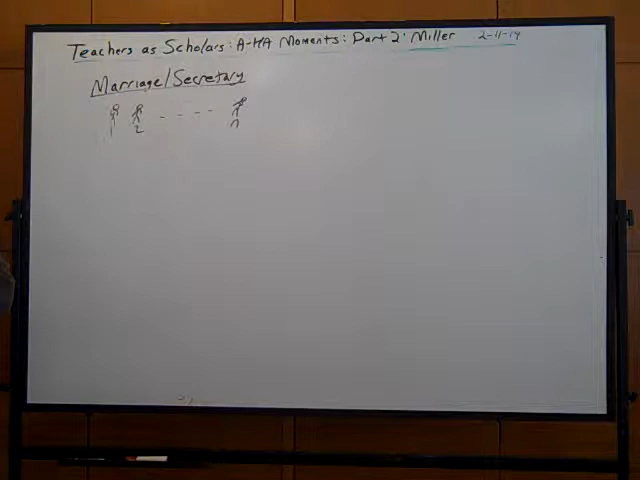 Teachers as Scholars: A-HA Moments: Part 2: Miller 2-11-14
Marriage/Secretary
1 2 - - - - n